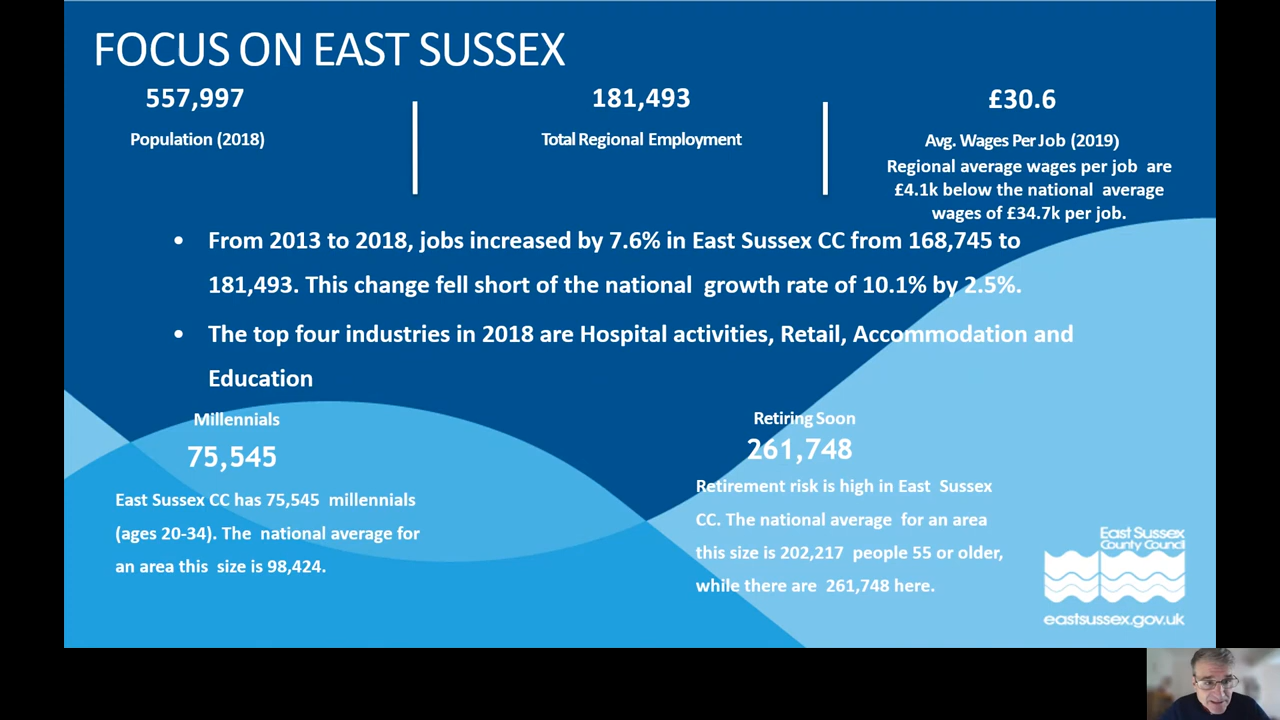 FOCUS ON EAST SUSSEX
557,997
Population (2018)
181,493
Total Regional Employment
£30.6
Avg. Wages Per Job (2019)
Regional average wages per job are
£4.1k below the national average
wages of £34.7k per job.
• From 2013 to 2018, jobs increased by 7.6% in East Sussex CC from 168,745 to
181,493. This change fell short of the national growth rate of 10.1% by 2.5%.
• The top four industries in 2018 are Hospital activities, Retail, Accommodation and
Education
Millennials
75,545
East Sussex CC has 75,545 millennials
(ages 20-34). The national average for
an area this size is 98,424.
Retiring Soon
261,748
Retirement risk is high in East Sussex
CC. The national average for an area
this size is 202,217 people 55 or older,
while there are 261,748 here.
East Sussex
County Council
eastsussex.gov.uk